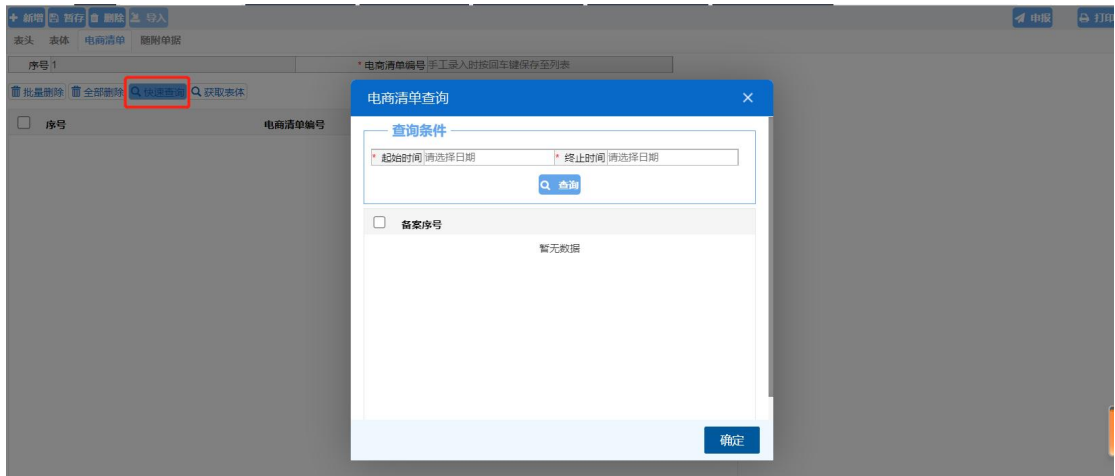 新增 暂存 删除 导入 申报 打印
表头 表体 电商清单 随附单据
序号 1 * 电商清单编号 手工录入时按回车键保存至列表
批量删除 全部删除 快速查询 获取表体
序号 电商清单编号
电商清单查询
查询条件
* 起始时间 请选择日期 * 终止时间 请选择日期
查询
备案序号
暂无数据
确定